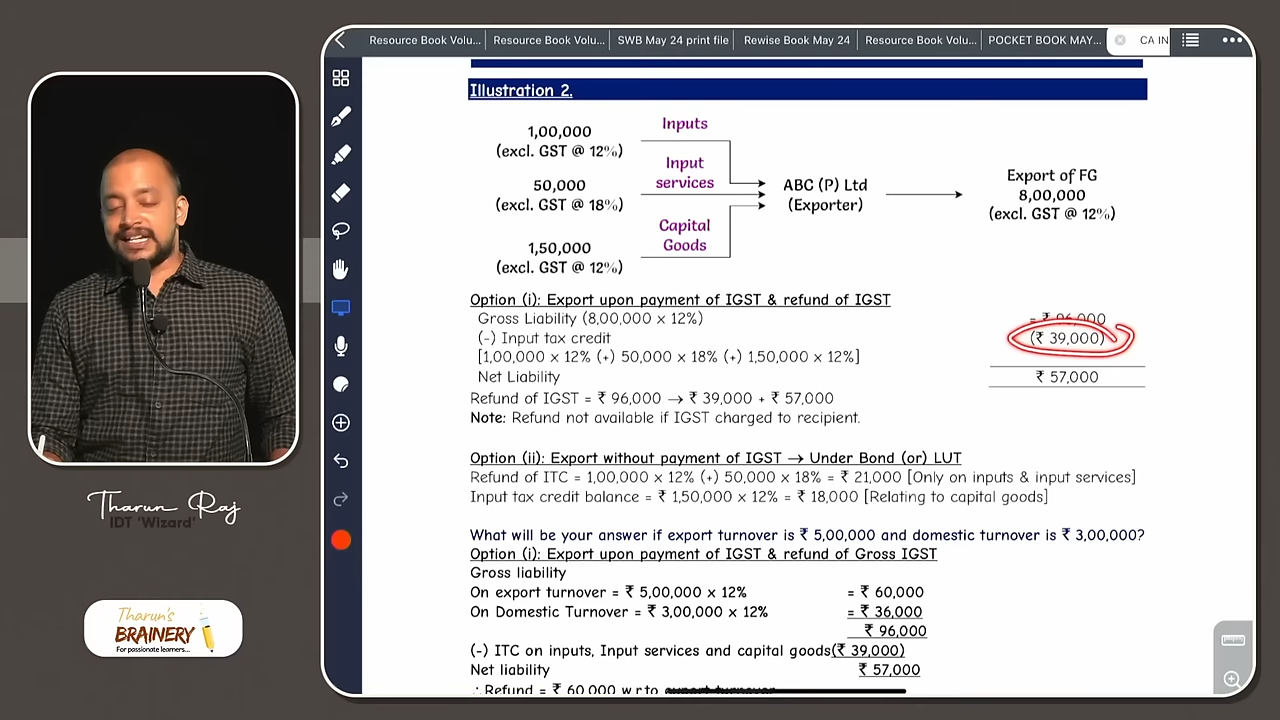 Resource Book Volu... Resource Book Volu... SWB May 24 print file Rewise Book May 24 Resource Volu... POCKET BOOK MAY... CA IN
Illustration 2.
1,00,000
(excl. GST @ 12%)
Inputs
50,000
(excl. GST @ 18%)
Input
services
1,50,000
(excl. GST @ 12%)
Capital
Goods
ABC (P) Ltd
(Exporter)
Export of FG
8,00,000
(excl. GST @ 12%)
Option (i): Export upon payment of IGST & refund of IGST
Gross Liability (8,00,000 x 12%) = ₹ 96,000
(-) Input tax credit (₹ 39,000)
[1,00,000 x 12% (+) 50,000 x 18% (+) 1,50,000 x 12%]
Net Liability ₹ 57,000
Refund of IGST = ₹ 96,000 → ₹ 39,000 + ₹ 57,000
Note: Refund not available if IGST charged to recipient.
Option (ii): Export without payment of IGST → Under Bond (or) LUT
Refund of ITC = 1,00,000 x 12% (+) 50,000 x 18% = ₹ 21,000 [Only on inputs & input services]
Input tax credit balance = ₹ 1,50,000 x 12% = ₹ 18,000 [Relating to capital goods]
What will be your answer if export turnover is ₹ 5,00,000 and domestic turnover is ₹ 3,00,000?
Option (i): Export upon payment of IGST & refund of Gross IGST
Gross liability
On export turnover = ₹ 5,00,000 x 12% = ₹ 60,000
On Domestic Turnover = ₹ 3,00,000 x 12% = ₹ 36,000
₹ 96,000
(-) ITC on inputs, Input services and capital goods(₹ 39,000)
Net liability ₹ 57,000
∴ Refund = ₹ 60,000 w.r.to export turnover
Tharun Raj
IDT 'Wizard'
Tharun's
BRAINERY
For passionate learners...